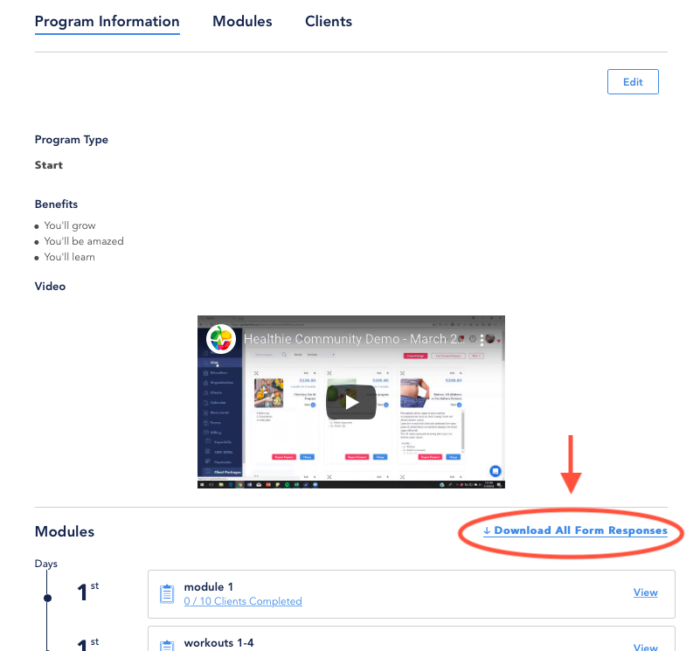 Program Information Modules Clients
Edit
Program Type
Start
Benefits
• You'll grow
• You'll be amazed
• You'll learn
Video
Healthie Community Demo - March 2...
Modules
↓ Download All Form Responses
Days
1st
module 1
View
0 / 10 Clients Completed
1st
workouts 1-4
View